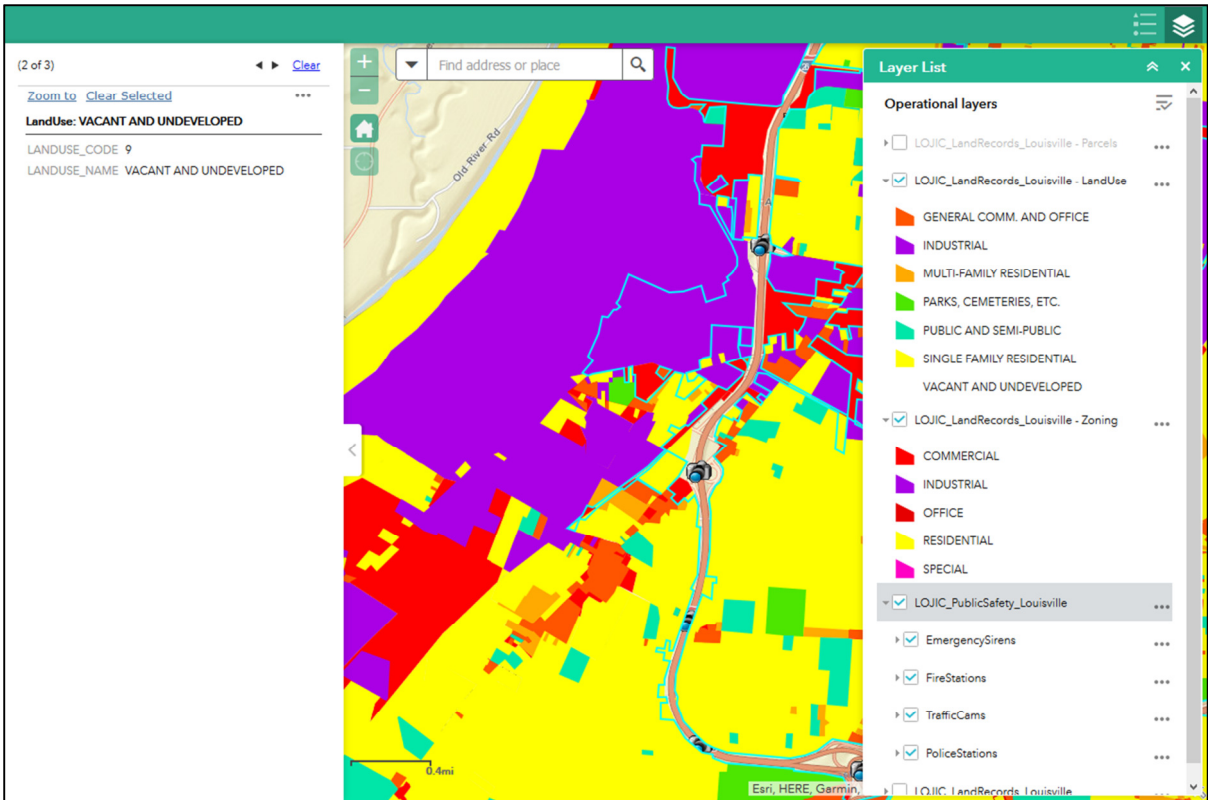 (2 of 3)
Clear
Zoom to Clear Selected
LandUse: VACANT AND UNDEVELOPED
LANDUSE_CODE 9
LANDUSE_NAME VACANT AND UNDEVELOPED
Find address or place
Old River Rd
0.4mi
Esri, HERE, Garmin,
Layer List
Operational layers
LOJIC_LandRecords_Louisville - Parcels
LOJIC_LandRecords_Louisville - LandUse
GENERAL COMM. AND OFFICE
INDUSTRIAL
MULTI-FAMILY RESIDENTIAL
PARKS, CEMETERIES, ETC.
PUBLIC AND SEMI-PUBLIC
SINGLE FAMILY RESIDENTIAL
VACANT AND UNDEVELOPED
LOJIC_LandRecords_Louisville - Zoning
COMMERCIAL
INDUSTRIAL
OFFICE
RESIDENTIAL
SPECIAL
LOJIC_PublicSafety_Louisville
EmergencySirens
FireStations
TrafficCams
PoliceStations
LOJIC_LandRecords_Louisville